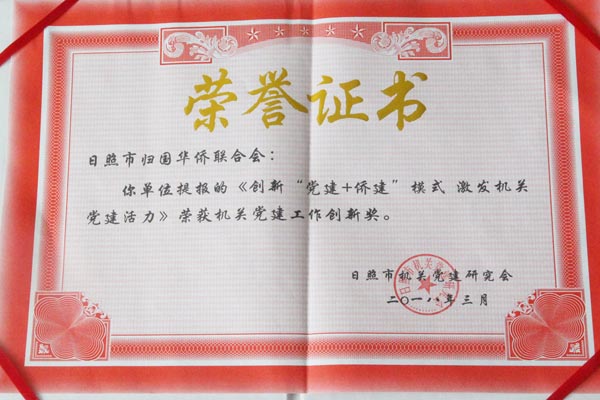 荣誉证书
日照市归国华侨联合会：
你单位提报的《创新“党建+侨建”模式 激发机关
党建活力》荣获机关党建工作创新奖。
日照市机关党建研究会
二〇一八年三月